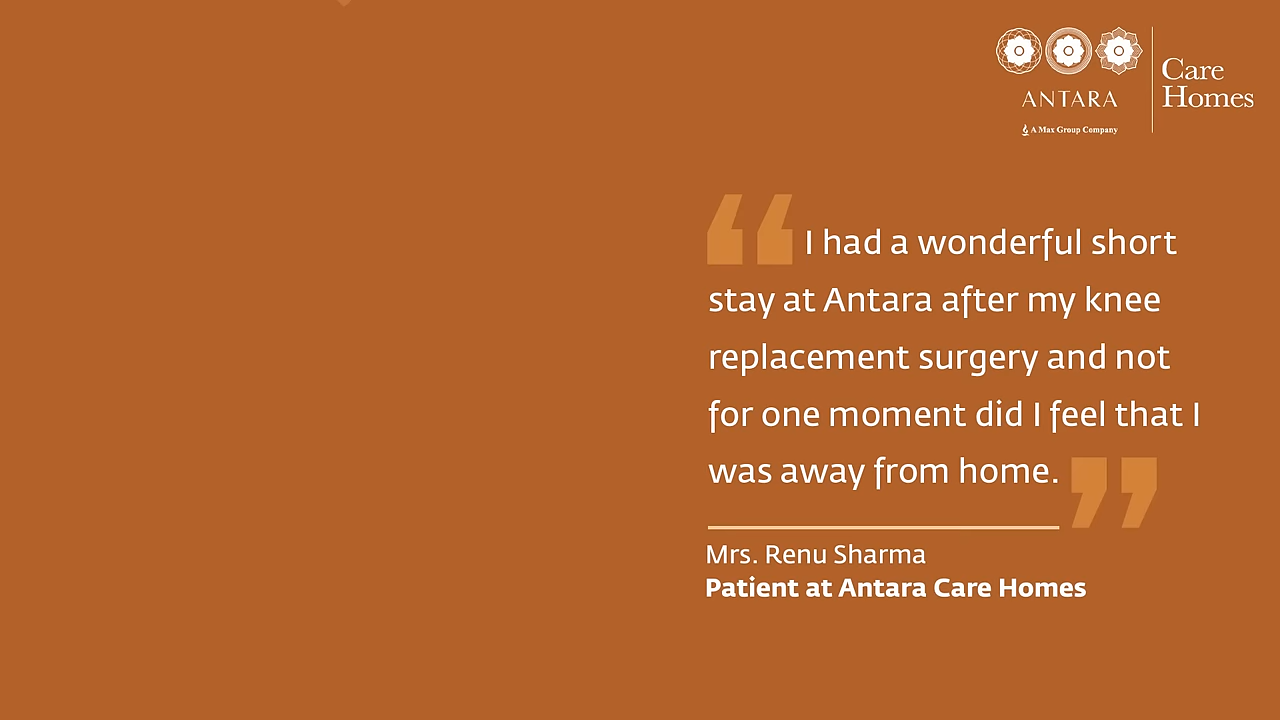 ANTARA
A Max Group Company
Care
Homes
I had a wonderful short
stay at Antara after my knee
replacement surgery and not
for one moment did I feel that I
was away from home.
Mrs. Renu Sharma
Patient at Antara Care Homes